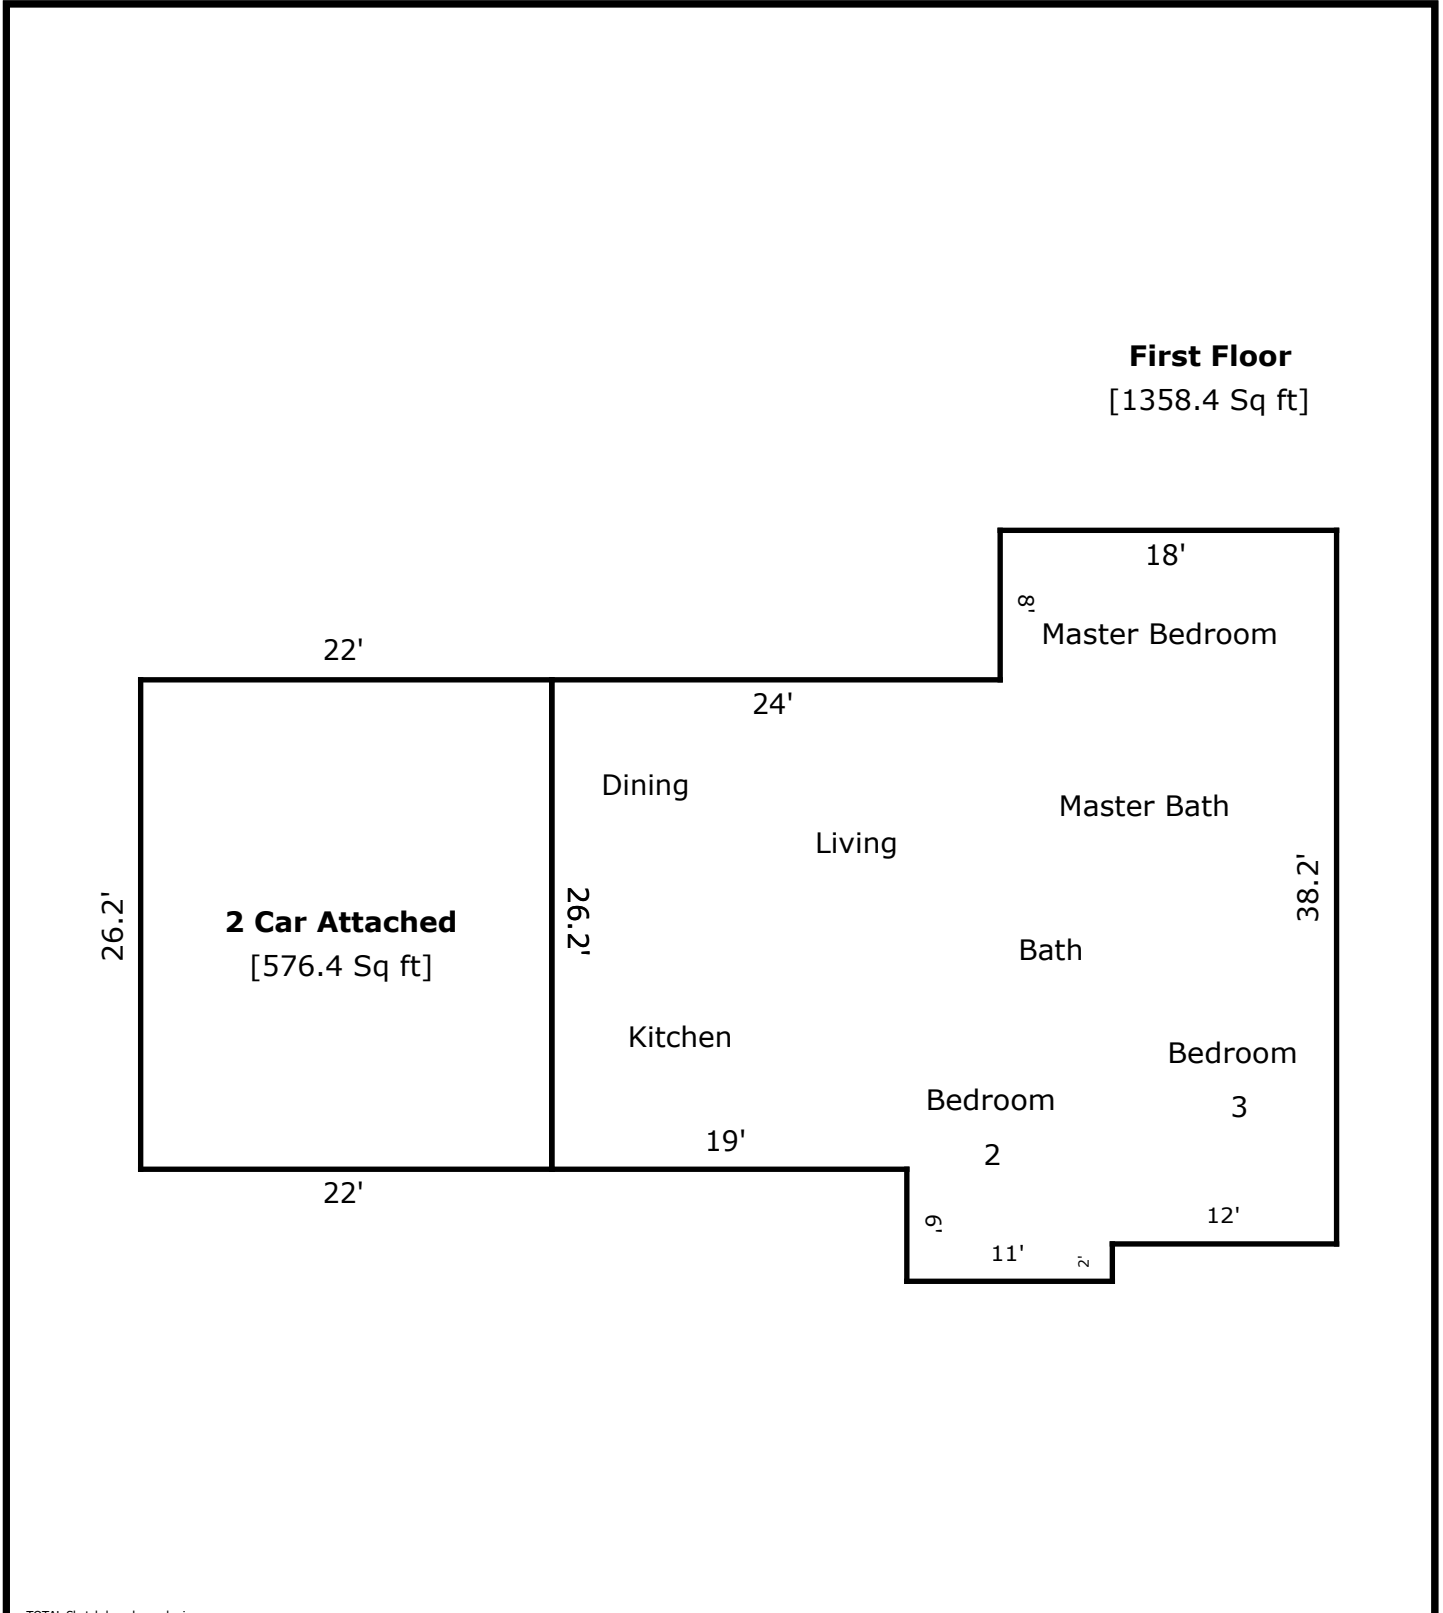 First Floor
[1358.4 Sq ft]
18'
8'
Master Bedroom
22'
24'
Dining
Master Bath
Living
38.2'
26.2'
2 Car Attached
26.2'
[576.4 Sq ft]
Bath
Kitchen
Bedroom
3
Bedroom
2
19'
22'
12'
6'
11'
2'